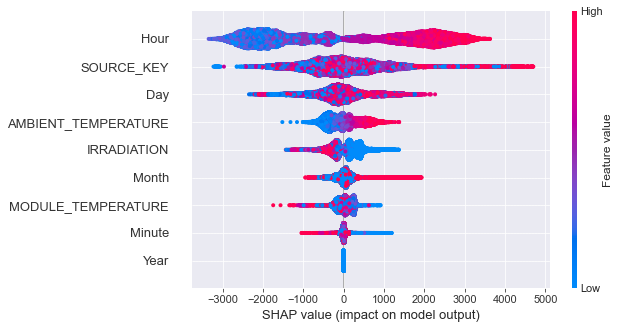 High
Hour
SOURCE_KEY
Day
AMBIENT_TEMPERATURE
IRRADIATION
Month
MODULE_TEMPERATURE
Minute
Year
Feature value
Low
−3000 −2000 −1000 0 1000 2000 3000 4000 5000
SHAP value (impact on model output)